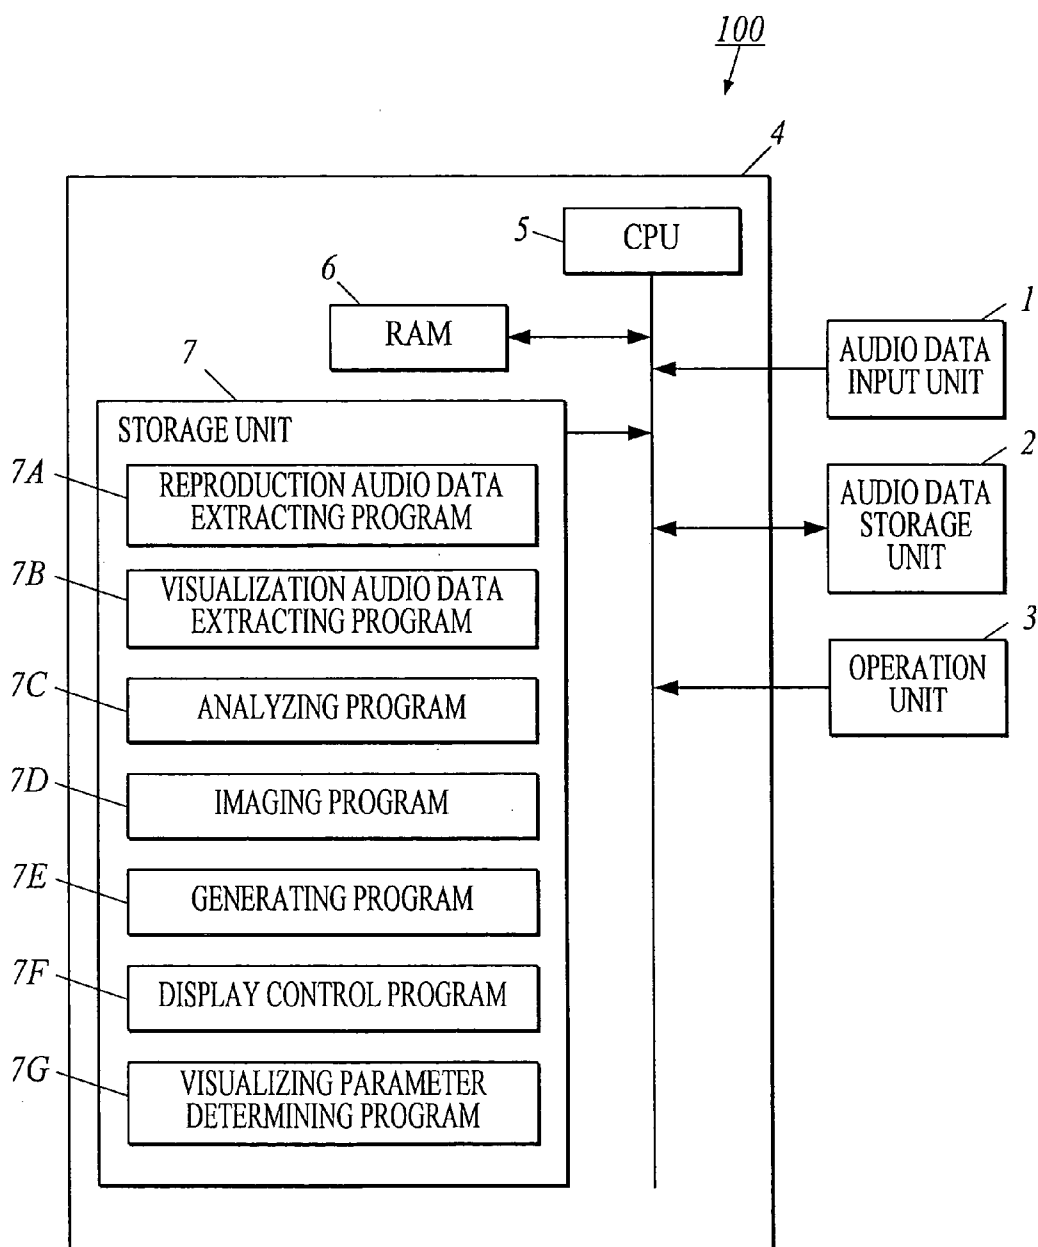 100
4
5
CPU
6
RAM
1
AUDIO DATA
INPUT UNIT
7
STORAGE UNIT
2
AUDIO DATA
STORAGE
UNIT
7A
REPRODUCTION AUDIO DATA
EXTRACTING PROGRAM
7B
VISUALIZATION AUDIO DATA
EXTRACTING PROGRAM
3
OPERATION
UNIT
7C
ANALYZING PROGRAM
7D
IMAGING PROGRAM
7E
GENERATING PROGRAM
7F
DISPLAY CONTROL PROGRAM
7G
VISUALIZING PARAMETER
DETERMINING PROGRAM